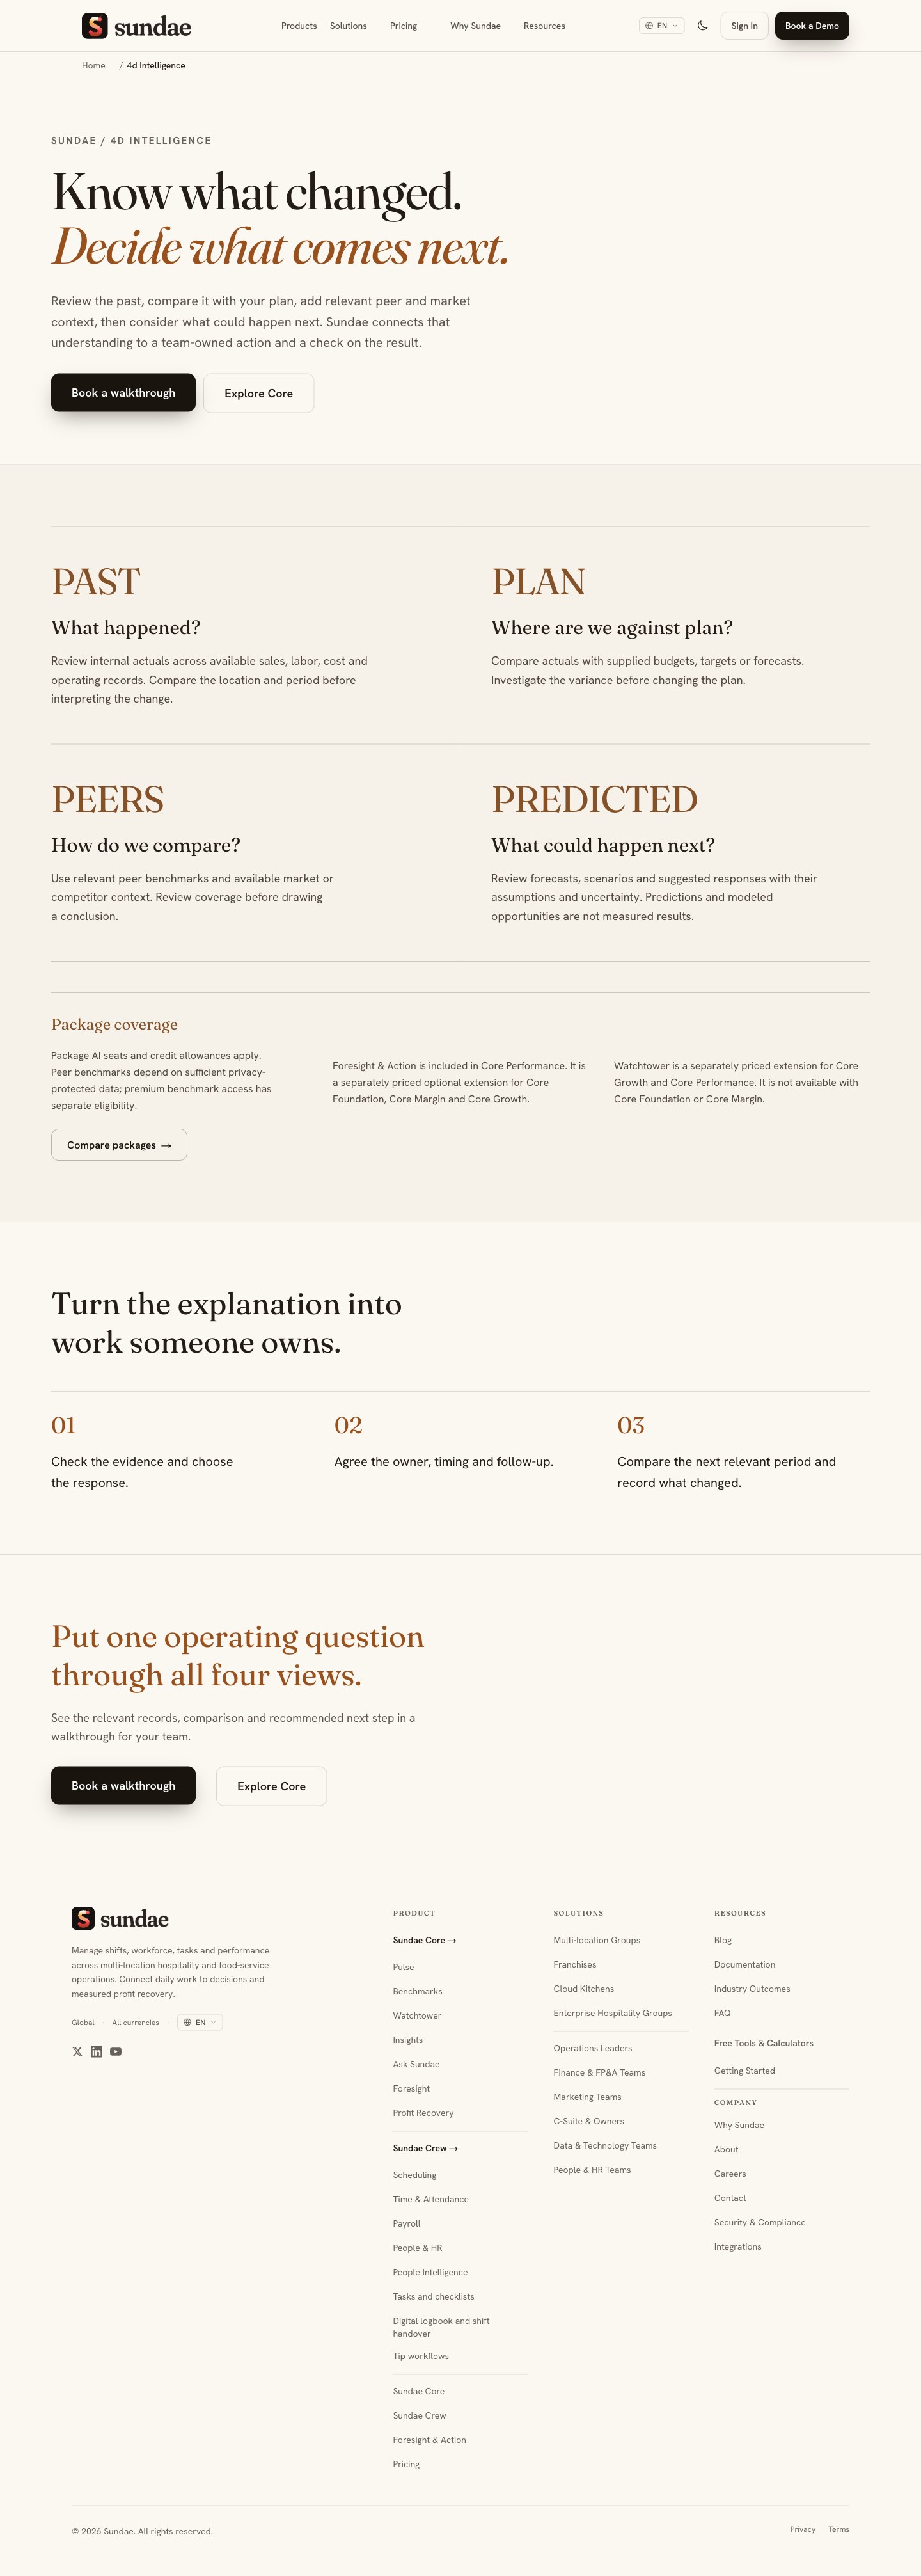 sundae
Products Solutions Pricing Why Sundae Resources EN Sign In Book a Demo
Home / 4d Intelligence
SUNDAE / 4D INTELLIGENCE
Know what changed.
Decide what comes next.
Review the past, compare it with your plan, add relevant peer and market
context, then consider what could happen next. Sundae connects that
understanding to a team-owned action and a check on the result.
Book a walkthrough Explore Core
PAST
What happened?
Review internal actuals across available sales, labor, cost and
operating records. Compare the location and period before
interpreting the change.
PLAN
Where are we against plan?
Compare actuals with supplied budgets, targets or forecasts.
Investigate the variance before changing the plan.
PEERS
How do we compare?
Use relevant peer benchmarks and available market or
competitor context. Review coverage before drawing
a conclusion.
PREDICTED
What could happen next?
Review forecasts, scenarios and suggested responses with their
assumptions and uncertainty. Predictions and modeled
opportunities are not measured results.
Package coverage
Package AI seats and credit allowances apply.
Peer benchmarks depend on sufficient privacy-
protected data; premium benchmark access has
separate eligibility.
Compare packages →
Foresight & Action is included in Core Performance. It is
a separately priced optional extension for Core
Foundation, Core Margin and Core Growth.
Watchtower is a separately priced extension for Core
Growth and Core Performance. It is not available with
Core Foundation or Core Margin.
Turn the explanation into
work someone owns.
01
Check the evidence and choose
the response.
02
Agree the owner, timing and follow-up.
03
Compare the next relevant period and
record what changed.
Put one operating question
through all four views.
See the relevant records, comparison and recommended next step in a
walkthrough for your team.
Book a walkthrough Explore Core
sundae
Manage shifts, workforce, tasks and performance
across multi-location hospitality and food-service
operations. Connect daily work to decisions and
measured profit recovery.
Global All currencies EN
PRODUCT
Sundae Core →
Pulse
Benchmarks
Watchtower
Insights
Ask Sundae
Foresight
Profit Recovery
Sundae Crew →
Scheduling
Time & Attendance
Payroll
People & HR
People Intelligence
Tasks and checklists
Digital logbook and shift
handover
Tip workflows
Sundae Core
Sundae Crew
Foresight & Action
Pricing
SOLUTIONS
Multi-location Groups
Franchises
Cloud Kitchens
Enterprise Hospitality Groups
Operations Leaders
Finance & FP&A Teams
Marketing Teams
C-Suite & Owners
Data & Technology Teams
People & HR Teams
RESOURCES
Blog
Documentation
Industry Outcomes
FAQ
Free Tools & Calculators
Getting Started
COMPANY
Why Sundae
About
Careers
Contact
Security & Compliance
Integrations
© 2026 Sundae. All rights reserved.
Privacy Terms